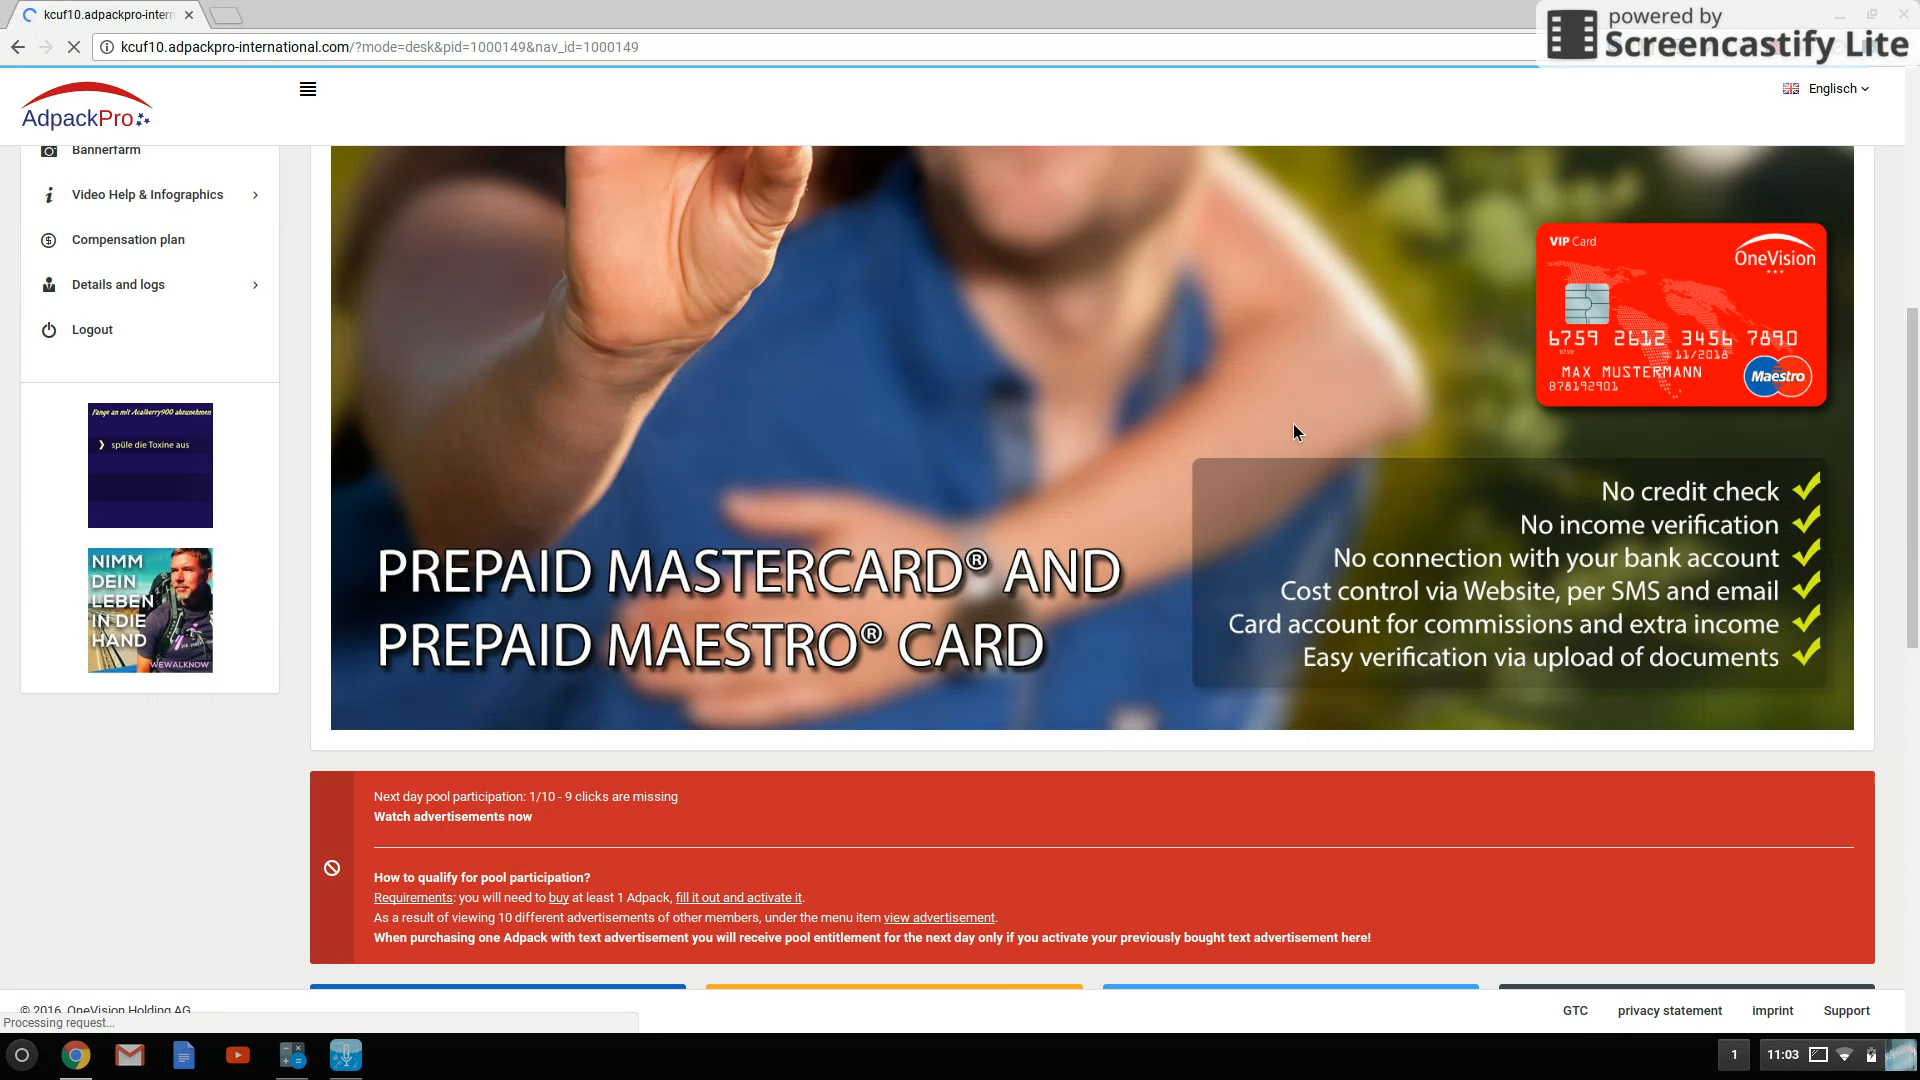 kcuf10.adpackpro-intern
powered by
Screencastify Lite
kcuf10.adpackpro-international.com/?mode=desk&pid=1000149&nav_id=1000149
AdpackPro
Englisch
Bannerfarm
Video Help & Infographics
Compensation plan
Details and logs
Logout
Fange an mit Acaiberry900 abzunehmen
spüle die Toxine aus
NIMM
DEIN
LEBEN
IN DIE
HAND
WEWALKNOW
VIP Card
OneVision
6759 2612 3456 7890
6759
11/2018
MAX MUSTERMANN
B78192901
Maestro
PREPAID MASTERCARD® AND
PREPAID MAESTRO® CARD
No credit check
No income verification
No connection with your bank account
Cost control via Website, per SMS and email
Card account for commissions and extra income
Easy verification via upload of documents
Next day pool participation: 1/10 - 9 clicks are missing
Watch advertisements now
How to qualify for pool participation?
Requirements: you will need to buy at least 1 Adpack, fill it out and activate it.
As a result of viewing 10 different advertisements of other members, under the menu item view advertisement.
When purchasing one Adpack with text advertisement you will receive pool entitlement for the next day only if you activate your previously bought text advertisement here!
© 2016, OneVision Holding AG
GTC
privacy statement
imprint
Support
Processing request...
1
11:03